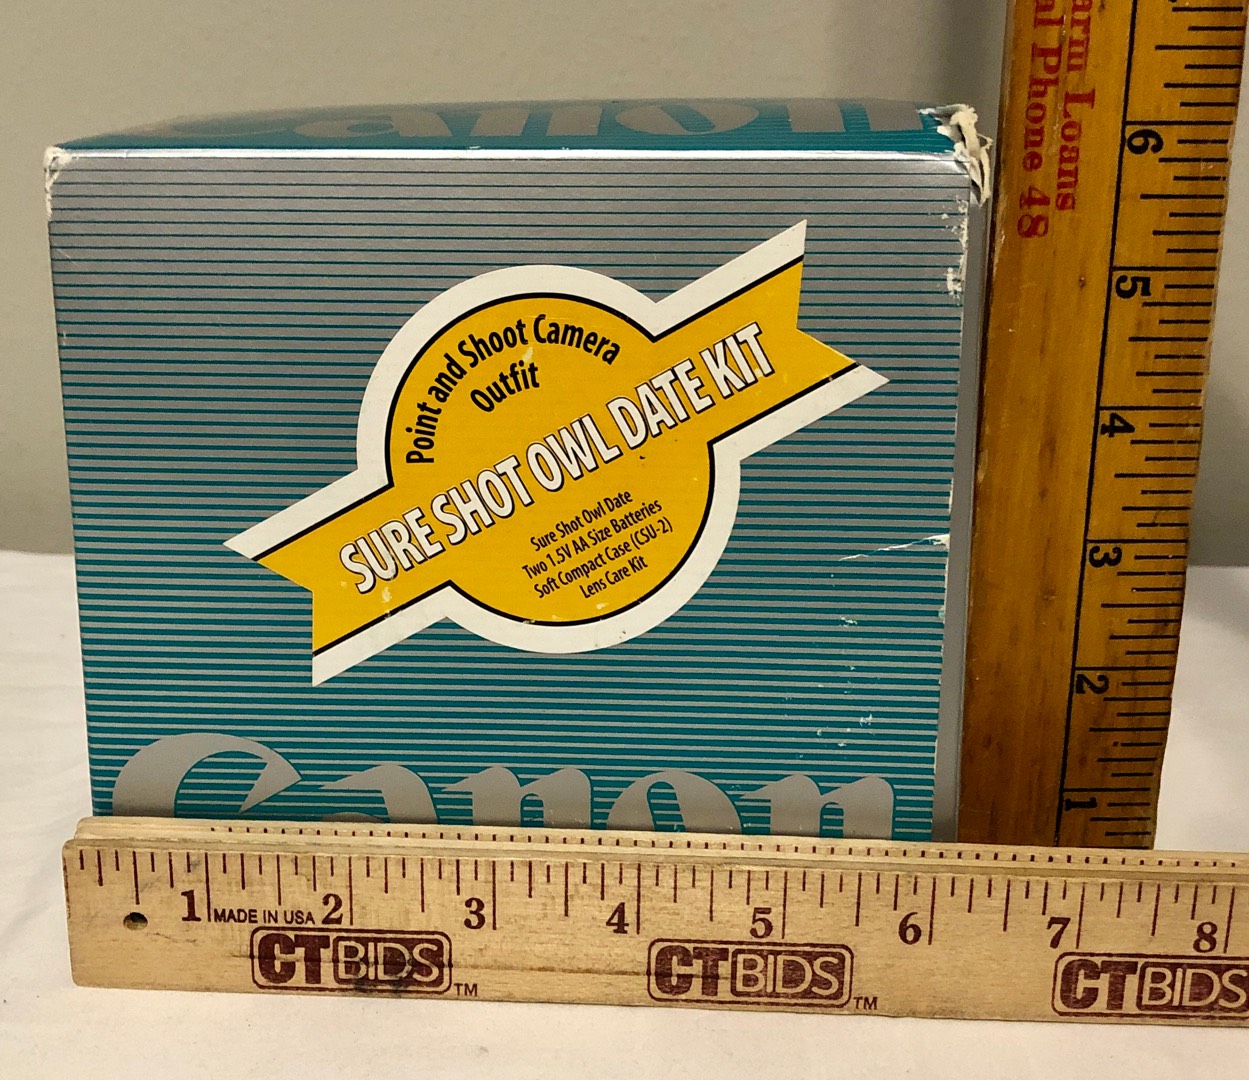 Canon
Point and Shoot Camera
Outfit
SURE SHOT OWL DATE KIT
Sure Shot Owl Date
Two 1.5V AA Size Batteries
Soft Compact Case (CSU-2)
Lens Care Kit
Canon
arm Loans
al Phone 48
6
5
4
3
2
1
1 MADE IN USA 2 3 4 5 6 7 8
CTBIDS™ CTBIDS™ CTBIDS